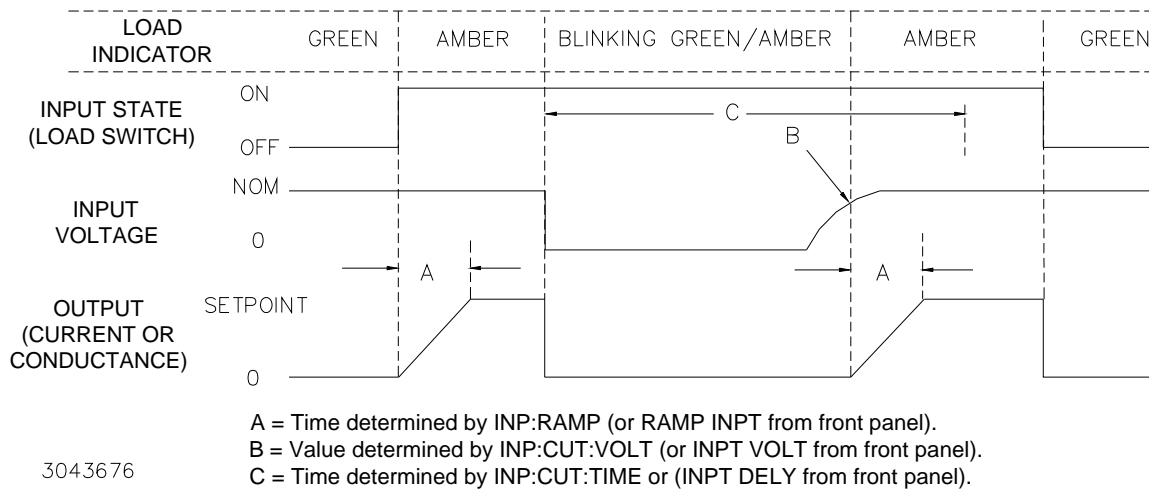 LOAD
INDICATOR
GREEN
AMBER
BLINKING GREEN/AMBER
AMBER
GREEN
INPUT STATE
(LOAD SWITCH)
ON
OFF
C
B
INPUT
VOLTAGE
NOM
0
A
A
OUTPUT
(CURRENT OR
CONDUCTANCE)
SETPOINT
0
A = Time determined by INP:RAMP (or RAMP INPT from front panel).
B = Value determined by INP:CUT:VOLT (or INPT VOLT from front panel).
C = Time determined by INP:CUT:TIME or (INPT DELY from front panel).
3043676